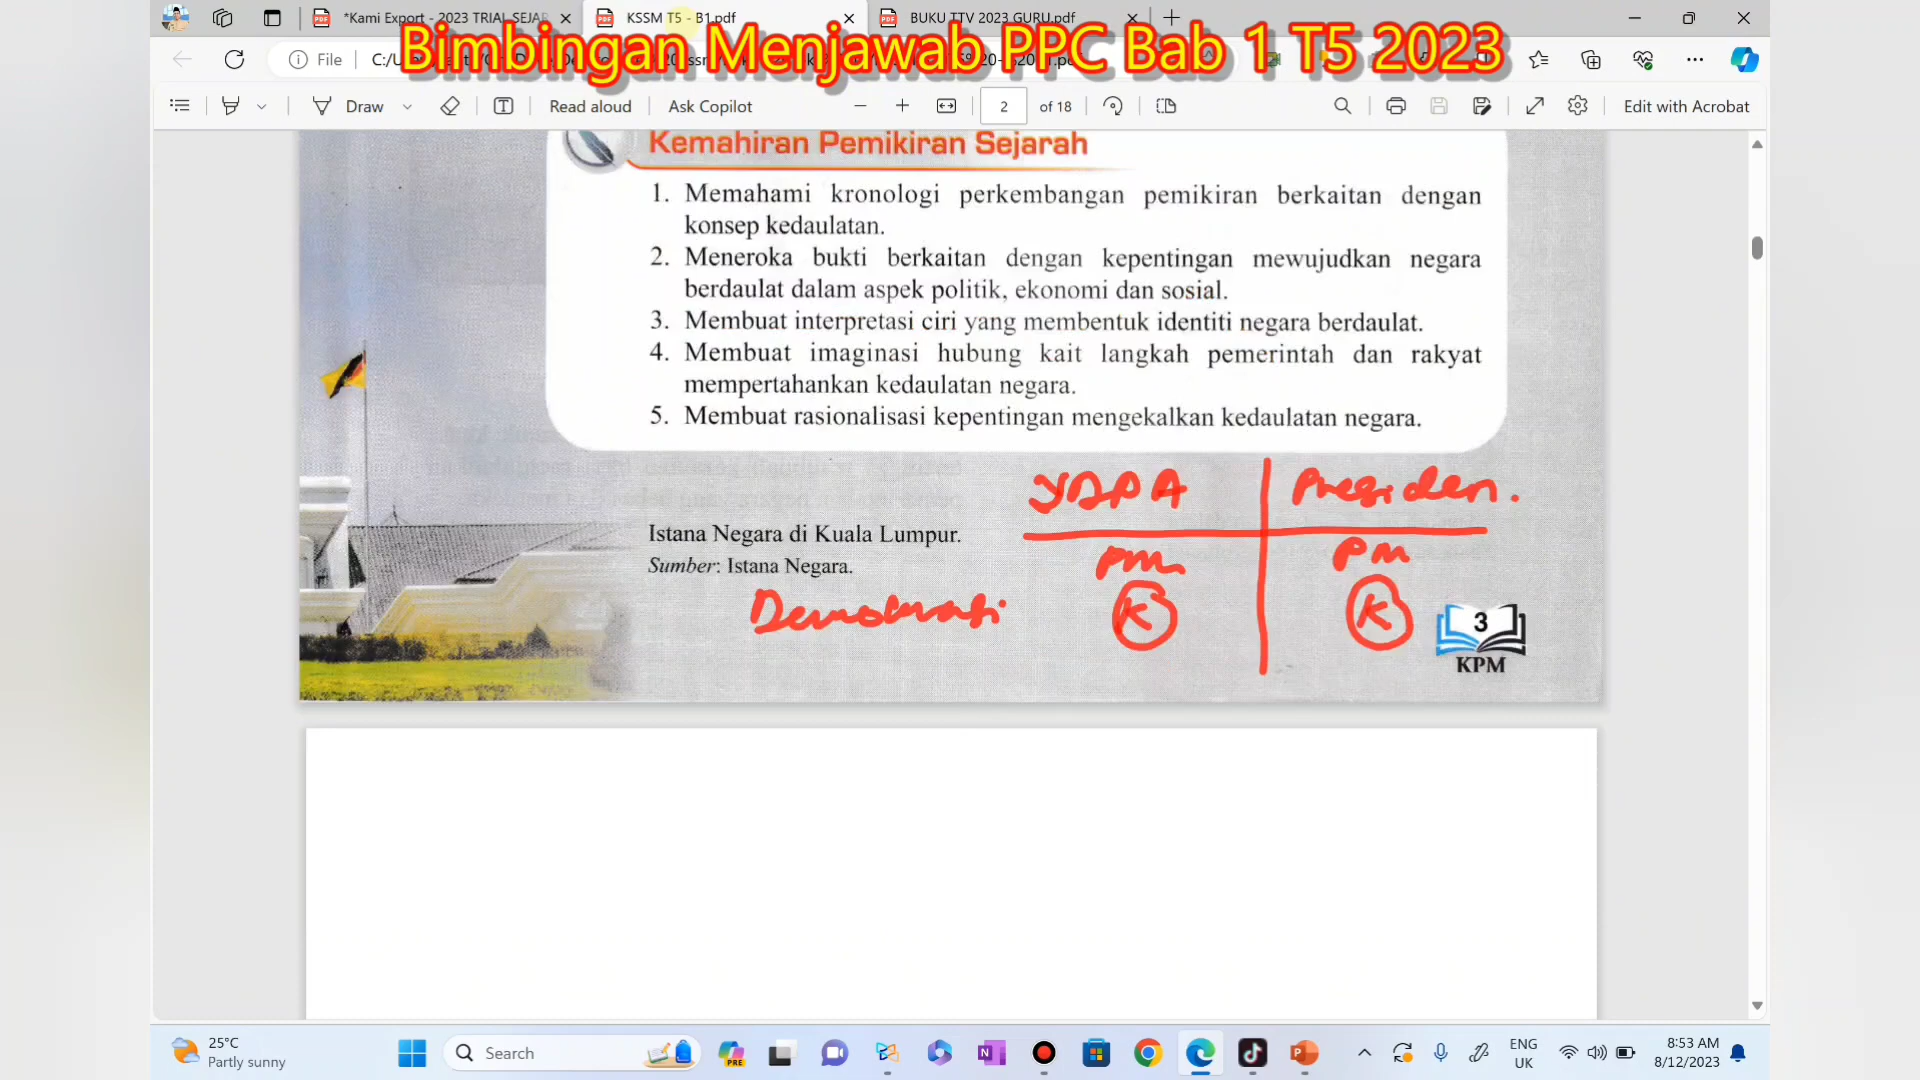 *Kami Export - 2023 TRIAL SEJAR
KSSM T5 - B1.pdf
BUKU TTV 2023 GURU.pdf
Bimbingan Menjawab PPC Bab 1 T5 2023
File
C:/U
Draw
Read aloud
Ask Copilot
2
of 18
Edit with Acrobat
Kemahiran Pemikiran Sejarah
1. Memahami kronologi perkembangan pemikiran berkaitan dengan
konsep kedaulatan.
2. Meneroka bukti berkaitan dengan kepentingan mewujudkan negara
berdaulat dalam aspek politik, ekonomi dan sosial.
3. Membuat interpretasi ciri yang membentuk identiti negara berdaulat.
4. Membuat imaginasi hubung kait langkah pemerintah dan rakyat
mempertahankan kedaulatan negara.
5. Membuat rasionalisasi kepentingan mengekalkan kedaulatan negara.
YDPA
Presiden.
Istana Negara di Kuala Lumpur.
Sumber: Istana Negara.
PM
PM
Demokrasi
K
K
3
KPM
25°C
Partly sunny
Search
PRE
ENG
UK
8:53 AM
8/12/2023